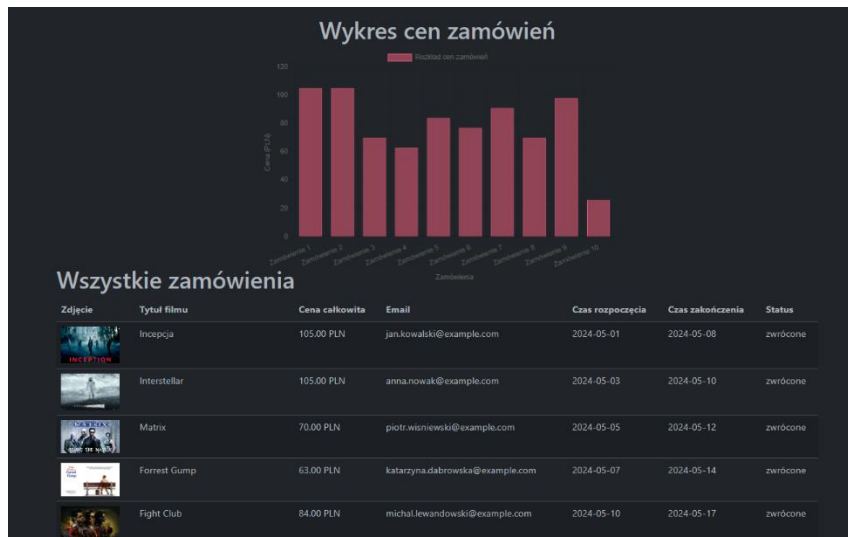 Wykres cen zamówień
Rozkład cen zamówień
120
100
80
60
40
20
0
Cena (PLN)
Zamówienie 1 Zamówienie 2 Zamówienie 3 Zamówienie 4 Zamówienie 5 Zamówienie 6 Zamówienie 7 Zamówienie 8 Zamówienie 9 Zamówienie 10
Zamówienia
Wszystkie zamówienia
Zdjęcie Tytuł filmu Cena całkowita Email Czas rozpoczęcia Czas zakończenia Status
INCEPTION
Incepcja 105.00 PLN jan.kowalski@example.com 2024-05-01 2024-05-08 zwrócone
Interstellar 105.00 PLN anna.nowak@example.com 2024-05-03 2024-05-10 zwrócone
Matrix 70.00 PLN piotr.wisniewski@example.com 2024-05-05 2024-05-12 zwrócone
Forrest Gump 63.00 PLN katarzyna.dabrowska@example.com 2024-05-07 2024-05-14 zwrócone
Fight Club 84.00 PLN michal.lewandowski@example.com 2024-05-10 2024-05-17 zwrócone